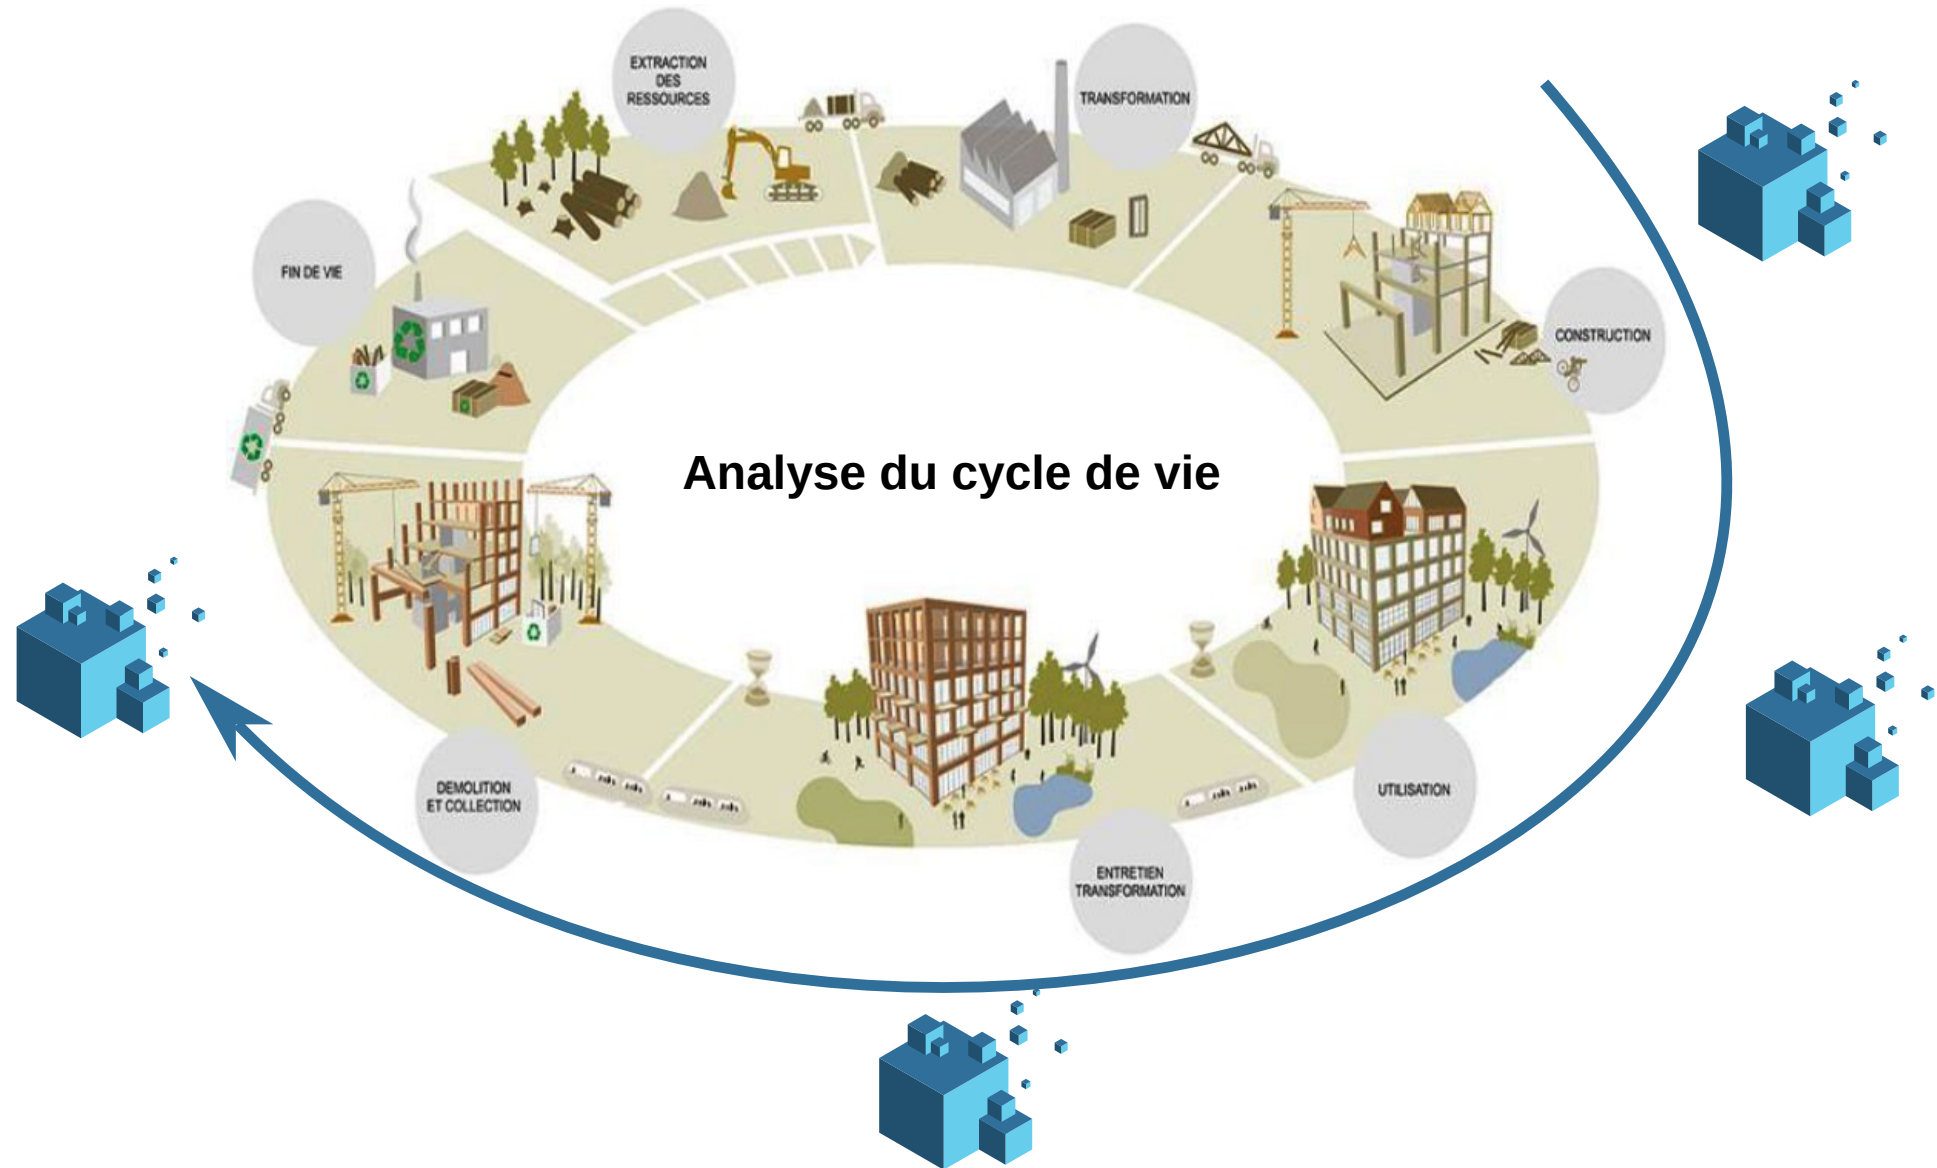 EXTRACTION
DES
RESSOURCES
TRANSFORMATION
CONSTRUCTION
UTILISATION
ENTRETIEN
TRANSFORMATION
DEMOLITION
ET COLLECTION
FIN DE VIE
Analyse du cycle de vie